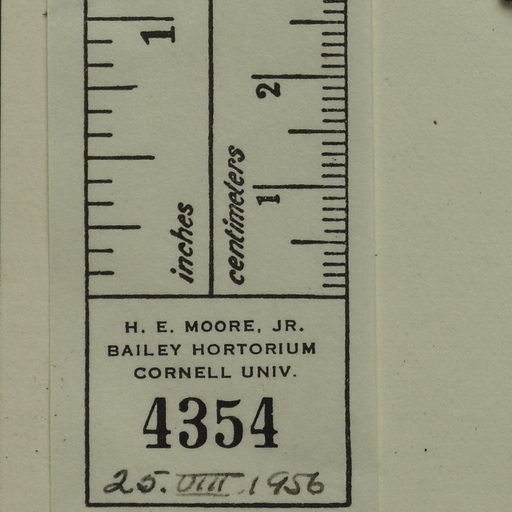 1
2
1
inches
centimeters
H. E. MOORE, JR.
BAILEY HORTORIUM
CORNELL UNIV.
4354
25. VIII. 1956